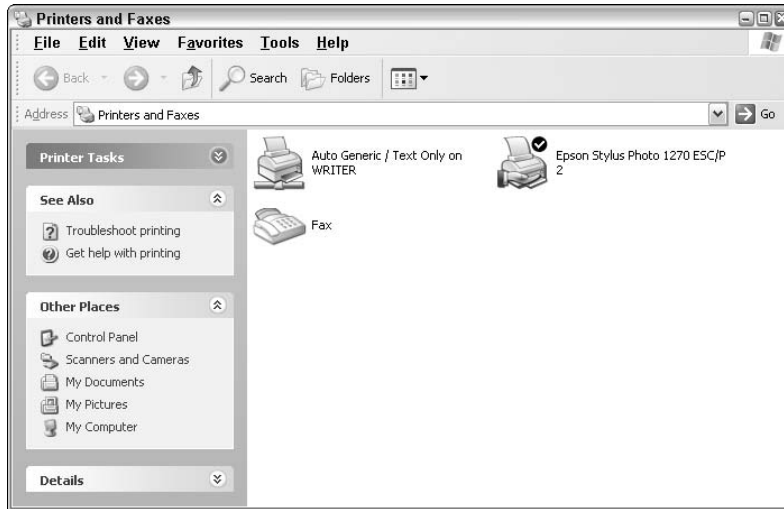 Printers and Faxes
File Edit View Favorites Tools Help
Back Search Folders
Address Printers and Faxes Go
Printer Tasks
See Also
Troubleshoot printing
Get help with printing
Other Places
Control Panel
Scanners and Cameras
My Documents
My Pictures
My Computer
Details
Auto Generic / Text Only on
WRITER
Epson Stylus Photo 1270 ESC/P
2
Fax